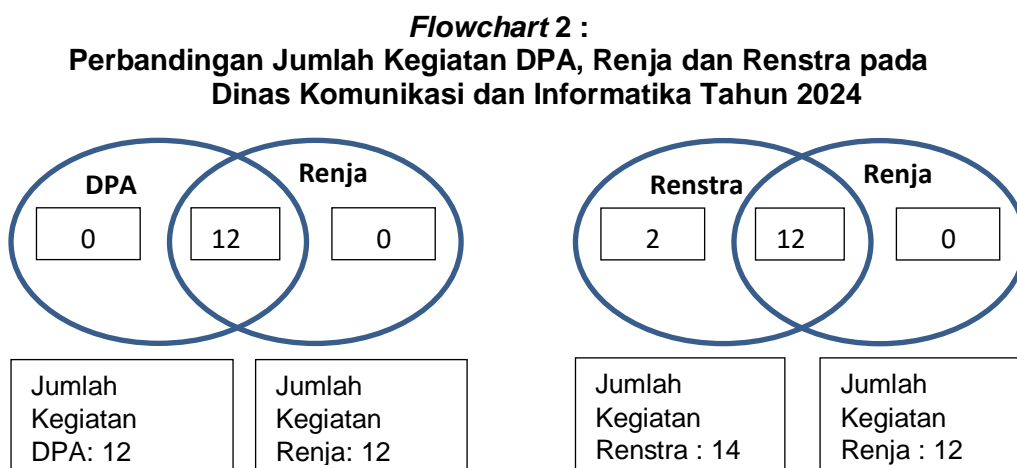 Flowchart 2 :
Perbandingan Jumlah Kegiatan DPA, Renja dan Renstra pada
Dinas Komunikasi dan Informatika Tahun 2024
DPA
Renja
0
12
0
Jumlah
Kegiatan
DPA: 12
Jumlah
Kegiatan
Renja: 12
Renstra
Renja
2
12
0
Jumlah
Kegiatan
Renstra : 14
Jumlah
Kegiatan
Renja : 12